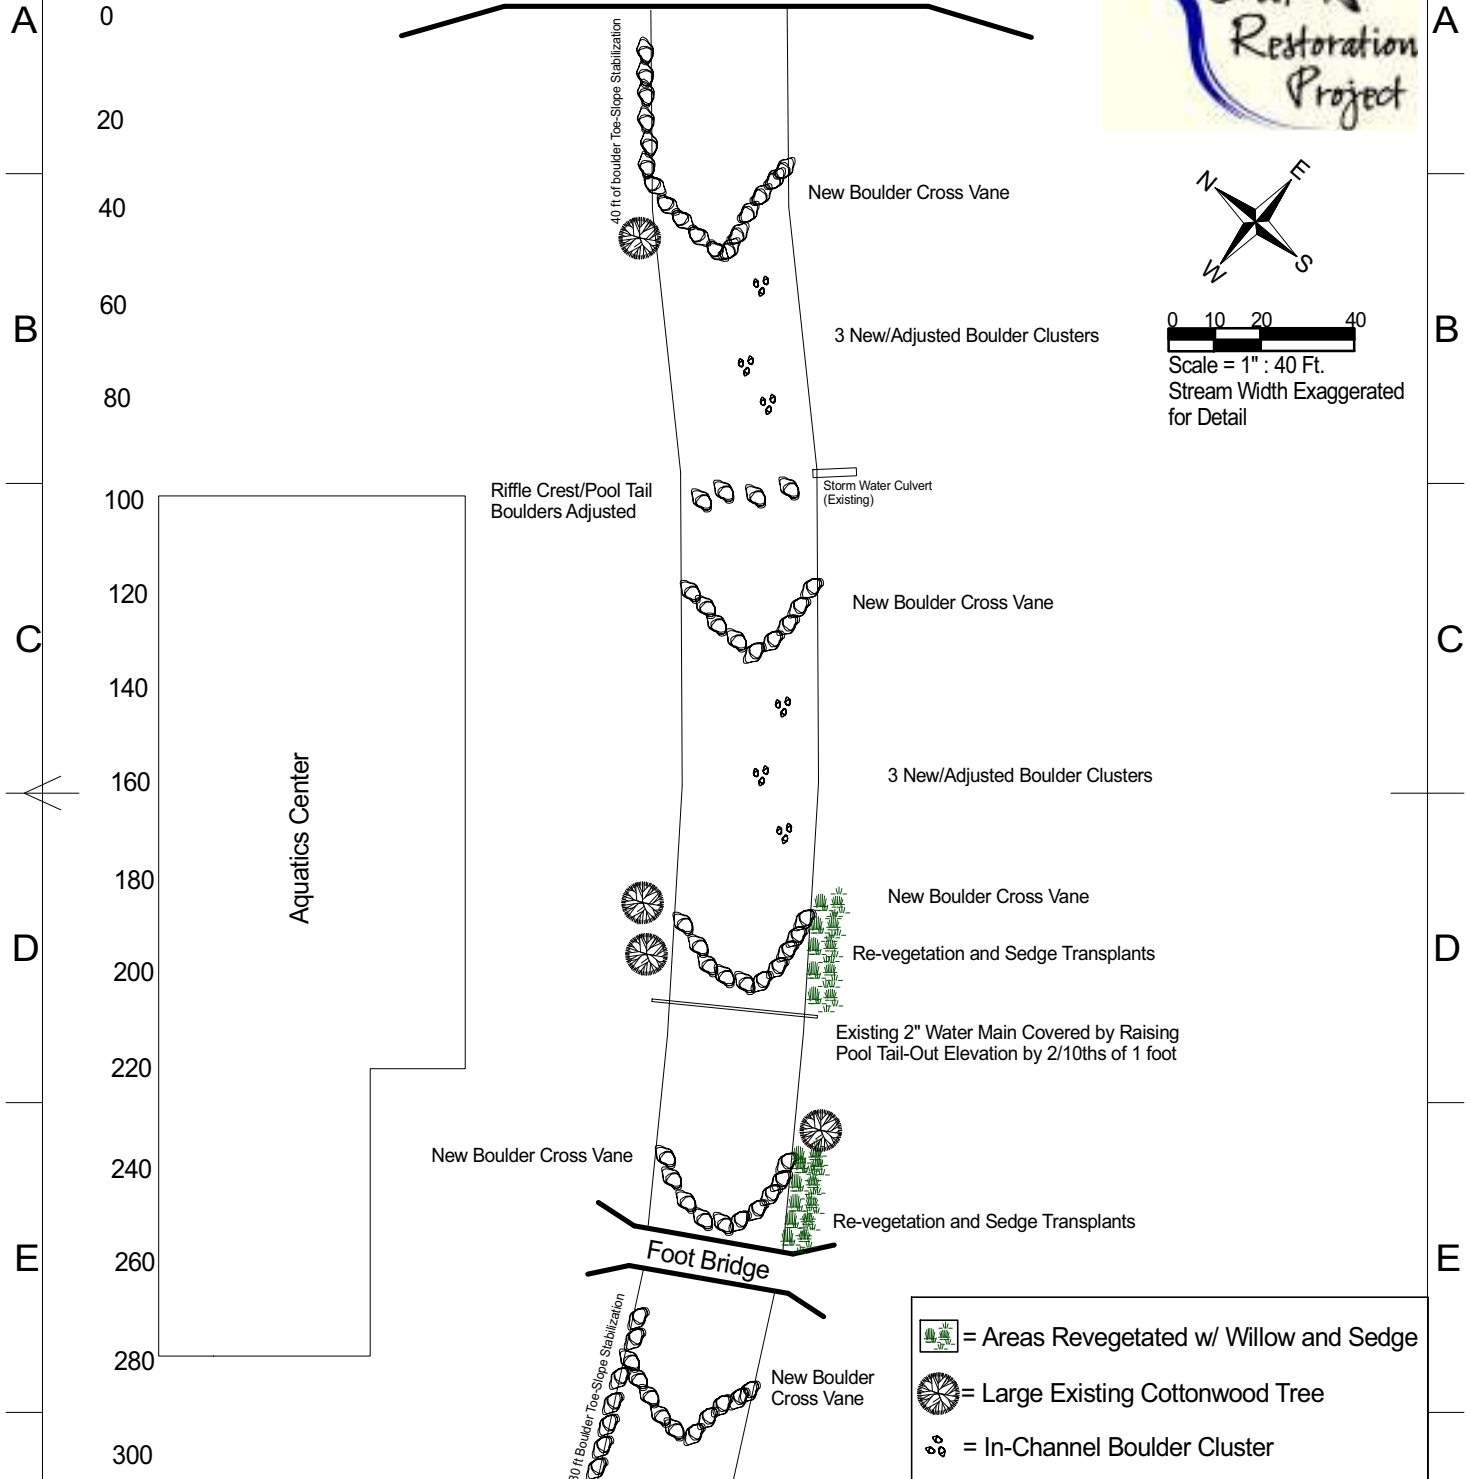 A
0
A
Restoration
Project
40 ft of boulder Toe-Slope Stabilization
20
N
E
W
S
New Boulder Cross Vane
40
60
B
3 New/Adjusted Boulder Clusters
0 10 20 40
B
Scale = 1" : 40 Ft.
Stream Width Exaggerated
for Detail
80
100
Riffle Crest/Pool Tail
Boulders Adjusted
Storm Water Culvert
(Existing)
120
New Boulder Cross Vane
C
C
140
Aquatics Center
160
3 New/Adjusted Boulder Clusters
180
New Boulder Cross Vane
D
Re-vegetation and Sedge Transplants
D
200
Existing 2" Water Main Covered by Raising
Pool Tail-Out Elevation by 2/10ths of 1 foot
220
New Boulder Cross Vane
240
Re-vegetation and Sedge Transplants
E
260
Foot Bridge
E
280
ft Boulder Toe-Slope Stabilization
New Boulder
Cross Vane
300
= Areas Revegetated w/ Willow and Sedge
= Large Existing Cottonwood Tree
= In-Channel Boulder Cluster